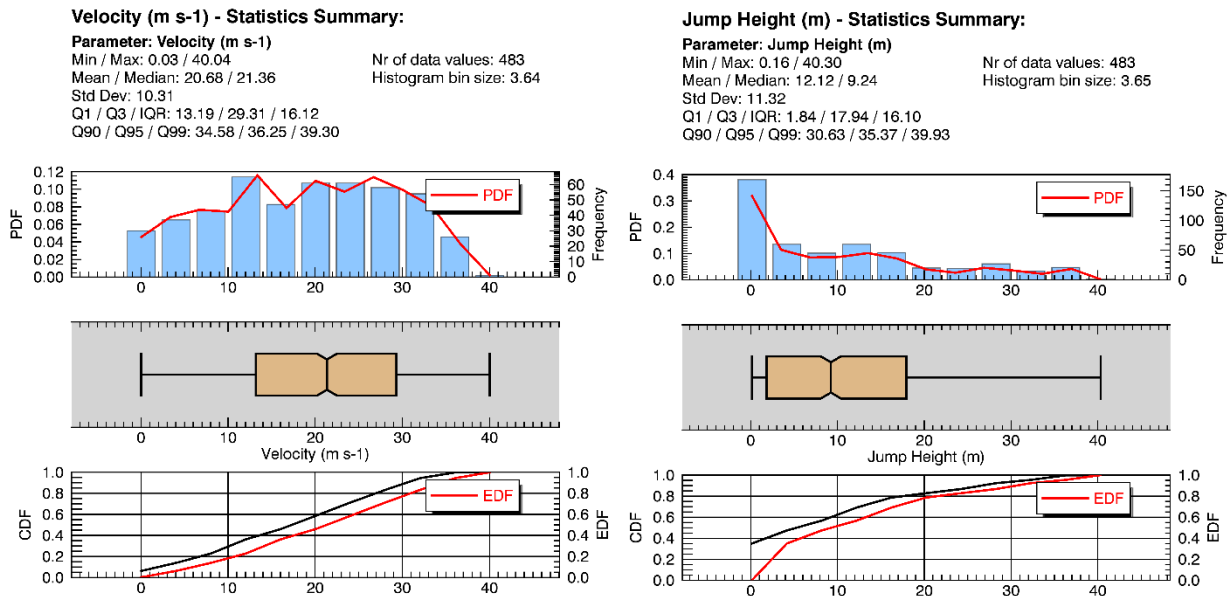 Velocity (m s-1) - Statistics Summary:
Parameter: Velocity (m s-1)
Min / Max: 0.03 / 40.04 Nr of data values: 483
Mean / Median: 20.68 / 21.36 Histogram bin size: 3.64
Std Dev: 10.31
Q1 / Q3 / IQR: 13.19 / 29.31 / 16.12
Q90 / Q95 / Q99: 34.58 / 36.25 / 39.30
0.12
0.10
0.08
0.06
0.04
0.02
0.00
PDF
PDF
60
50
40
30
20
10
0
Frequency
0 10 20 30 40
0 10 20 30 40
Velocity (m s-1)
1.0
0.8
0.6
0.4
0.2
0.0
CDF
EDF
1.0
0.8
0.6
0.4
0.2
0.0
EDF
0 10 20 30 40
Jump Height (m) - Statistics Summary:
Parameter: Jump Height (m)
Min / Max: 0.16 / 40.30 Nr of data values: 483
Mean / Median: 12.12 / 9.24 Histogram bin size: 3.65
Std Dev: 11.32
Q1 / Q3 / IQR: 1.84 / 17.94 / 16.10
Q90 / Q95 / Q99: 30.63 / 35.37 / 39.93
0.4
0.3
0.2
0.1
0.0
PDF
PDF
150
100
50
0
Frequency
0 10 20 30 40
0 10 20 30 40
Jump Height (m)
1.0
0.8
0.6
0.4
0.2
0.0
CDF
EDF
1.0
0.8
0.6
0.4
0.2
0.0
EDF
0 10 20 30 40